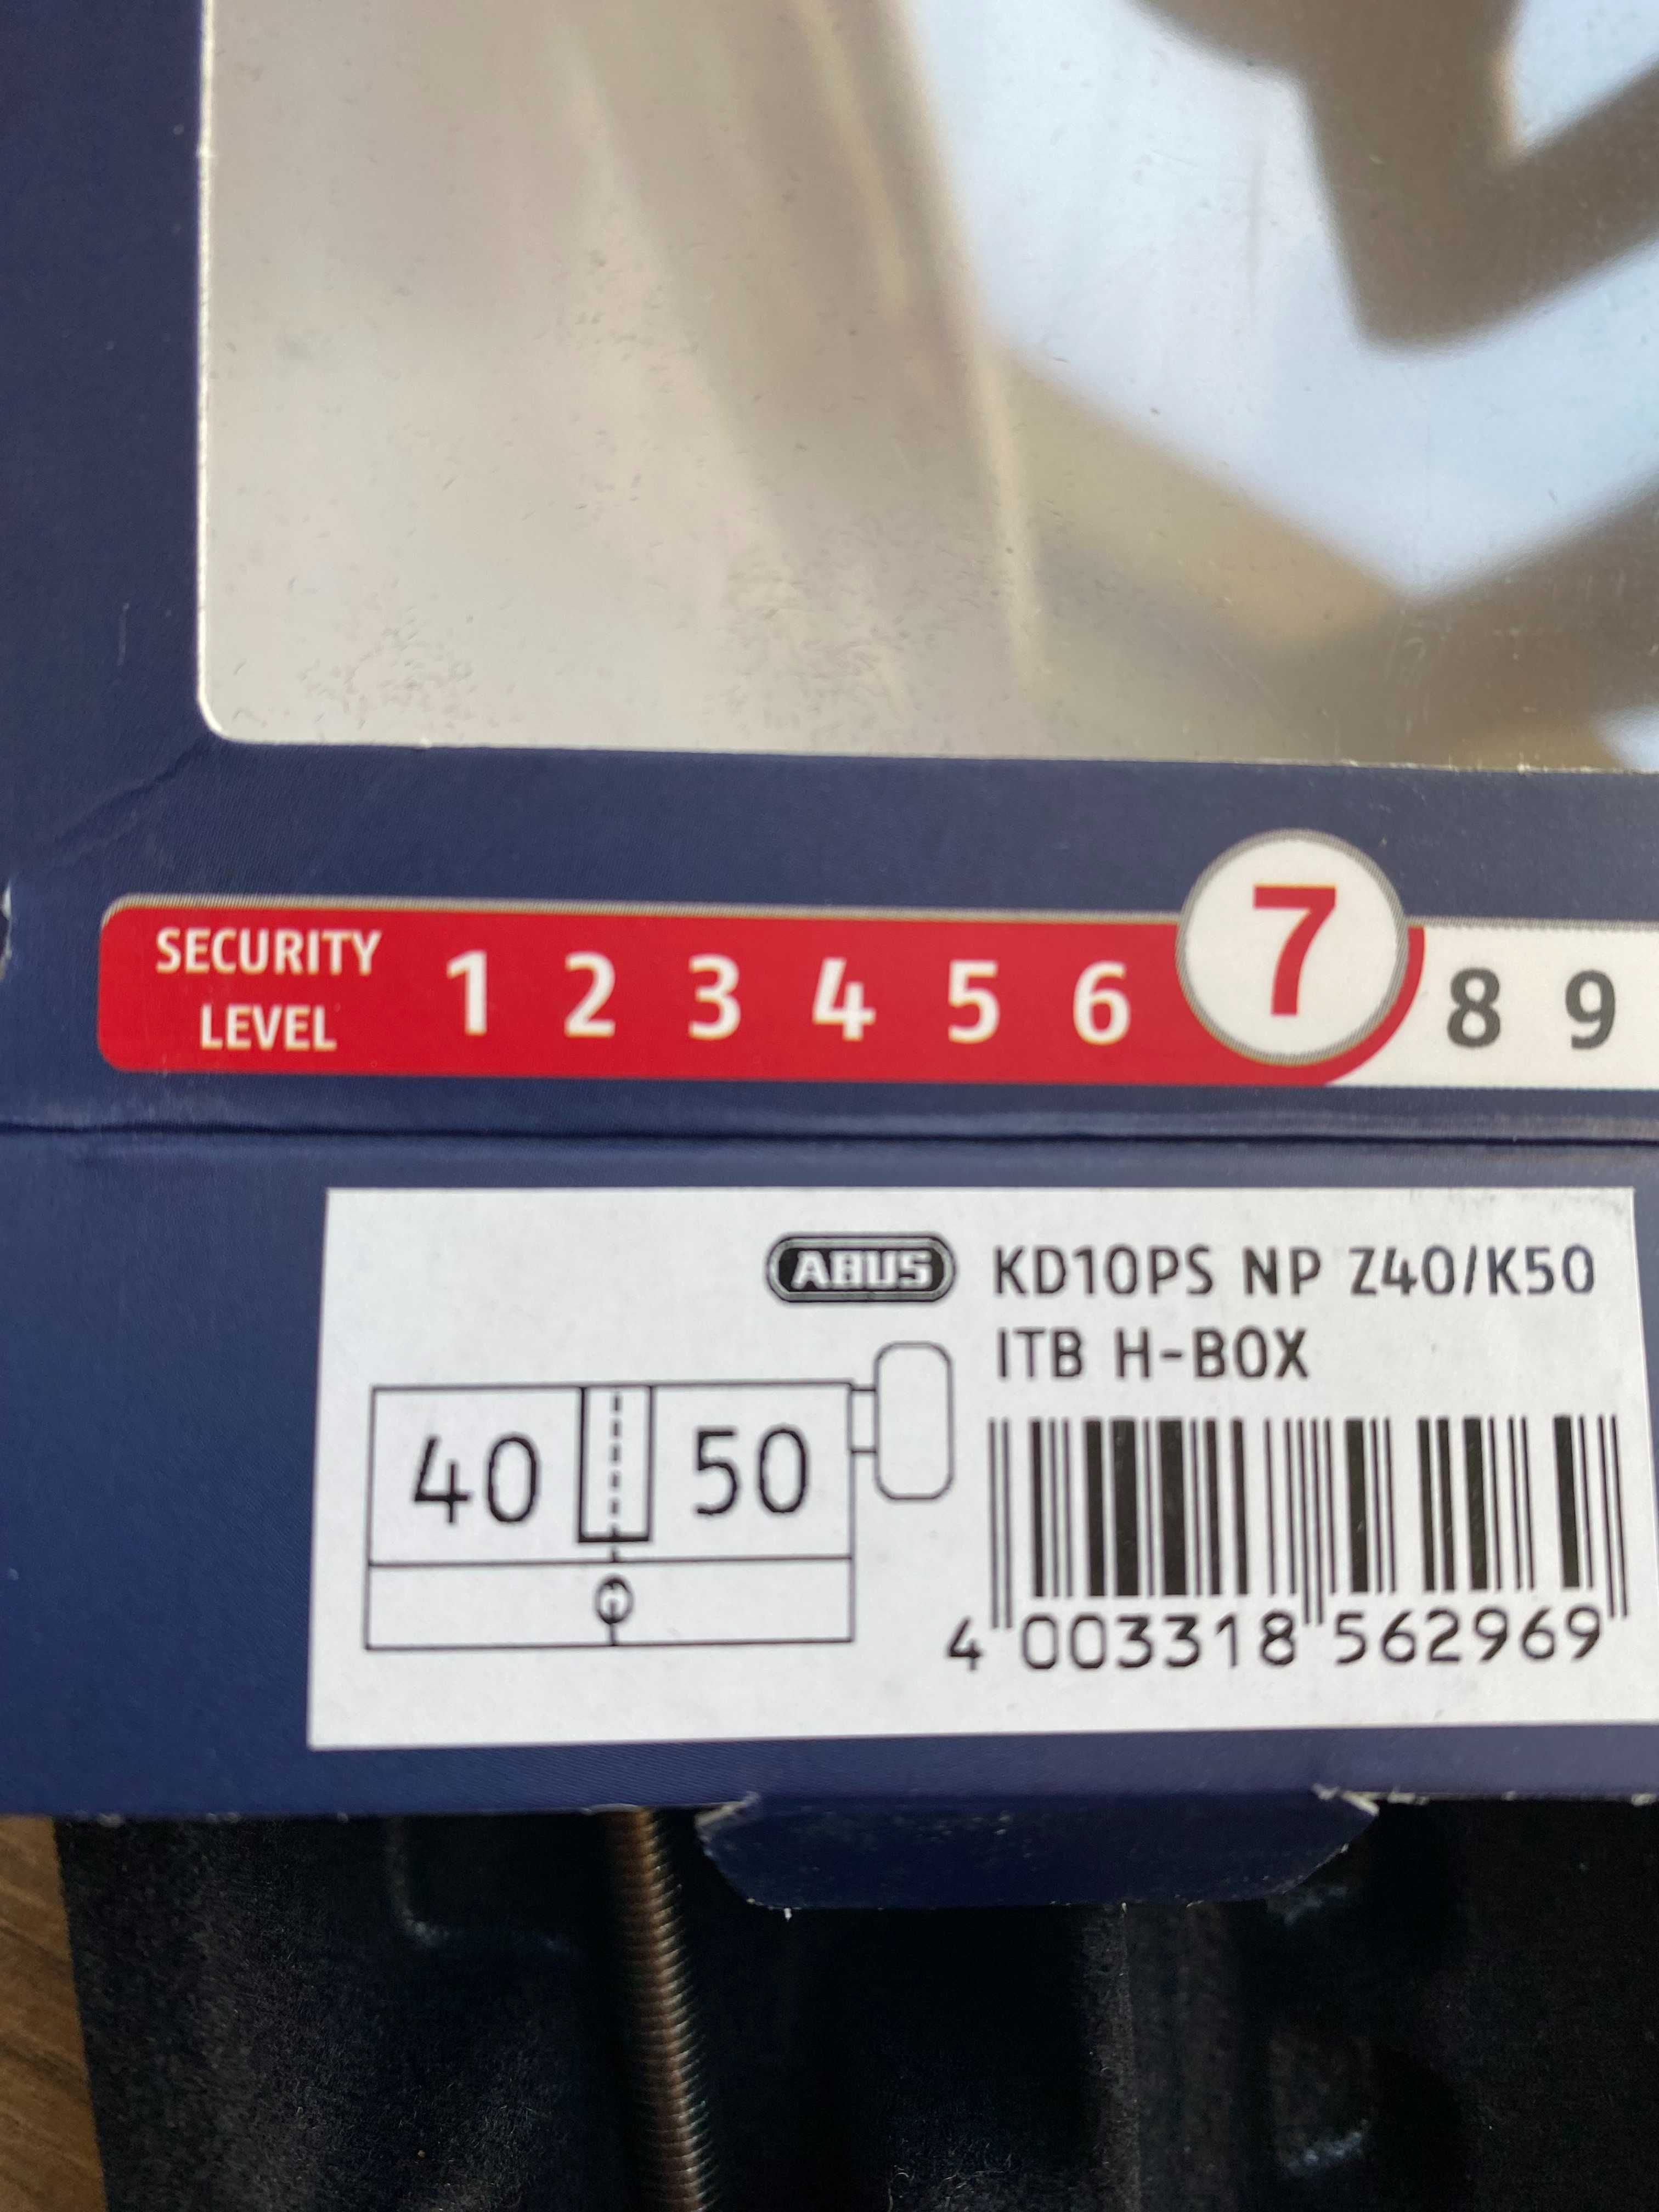 SECURITY
LEVEL
1 2 3 4 5 6 7 8 9
ABUS KD10PS NP Z40/K50
ITB H-BOX
40 50
4 003318 562969